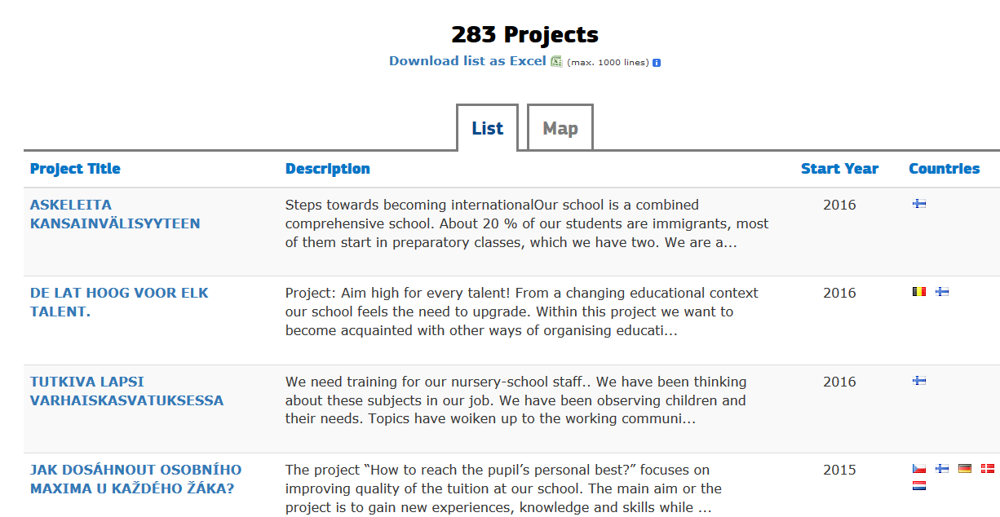 283 Projects
Download list as Excel (max. 1000 lines) i
List Map
Project Title Description Start Year Countries
ASKELEITA
KANSAINVÄLISYYTEEN
Steps towards becoming internationalOur school is a combined
comprehensive school. About 20 % of our students are immigrants, most
of them start in preparatory classes, which we have two. We are a...
2016
DE LAT HOOG VOOR ELK
TALENT.
Project: Aim high for every talent! From a changing educational context
our school feels the need to upgrade. Within this project we want to
become acquainted with other ways of organising educati...
2016
TUTKIVA LAPSI
VARHAISKASVATUKSESSA
We need training for our nursery-school staff.. We have been thinking
about these subjects in our job. We have been observing children and
their needs. Topics have woiken up to the working communi...
2016
JAK DOSÁHNOUT OSOBNÍHO
MAXIMA U KAŽDÉHO ŽÁKA?
The project “How to reach the pupil’s personal best?” focuses on
improving quality of the tuition at our school. The main aim or the
project is to gain new experiences, knowledge and skills while ...
2015